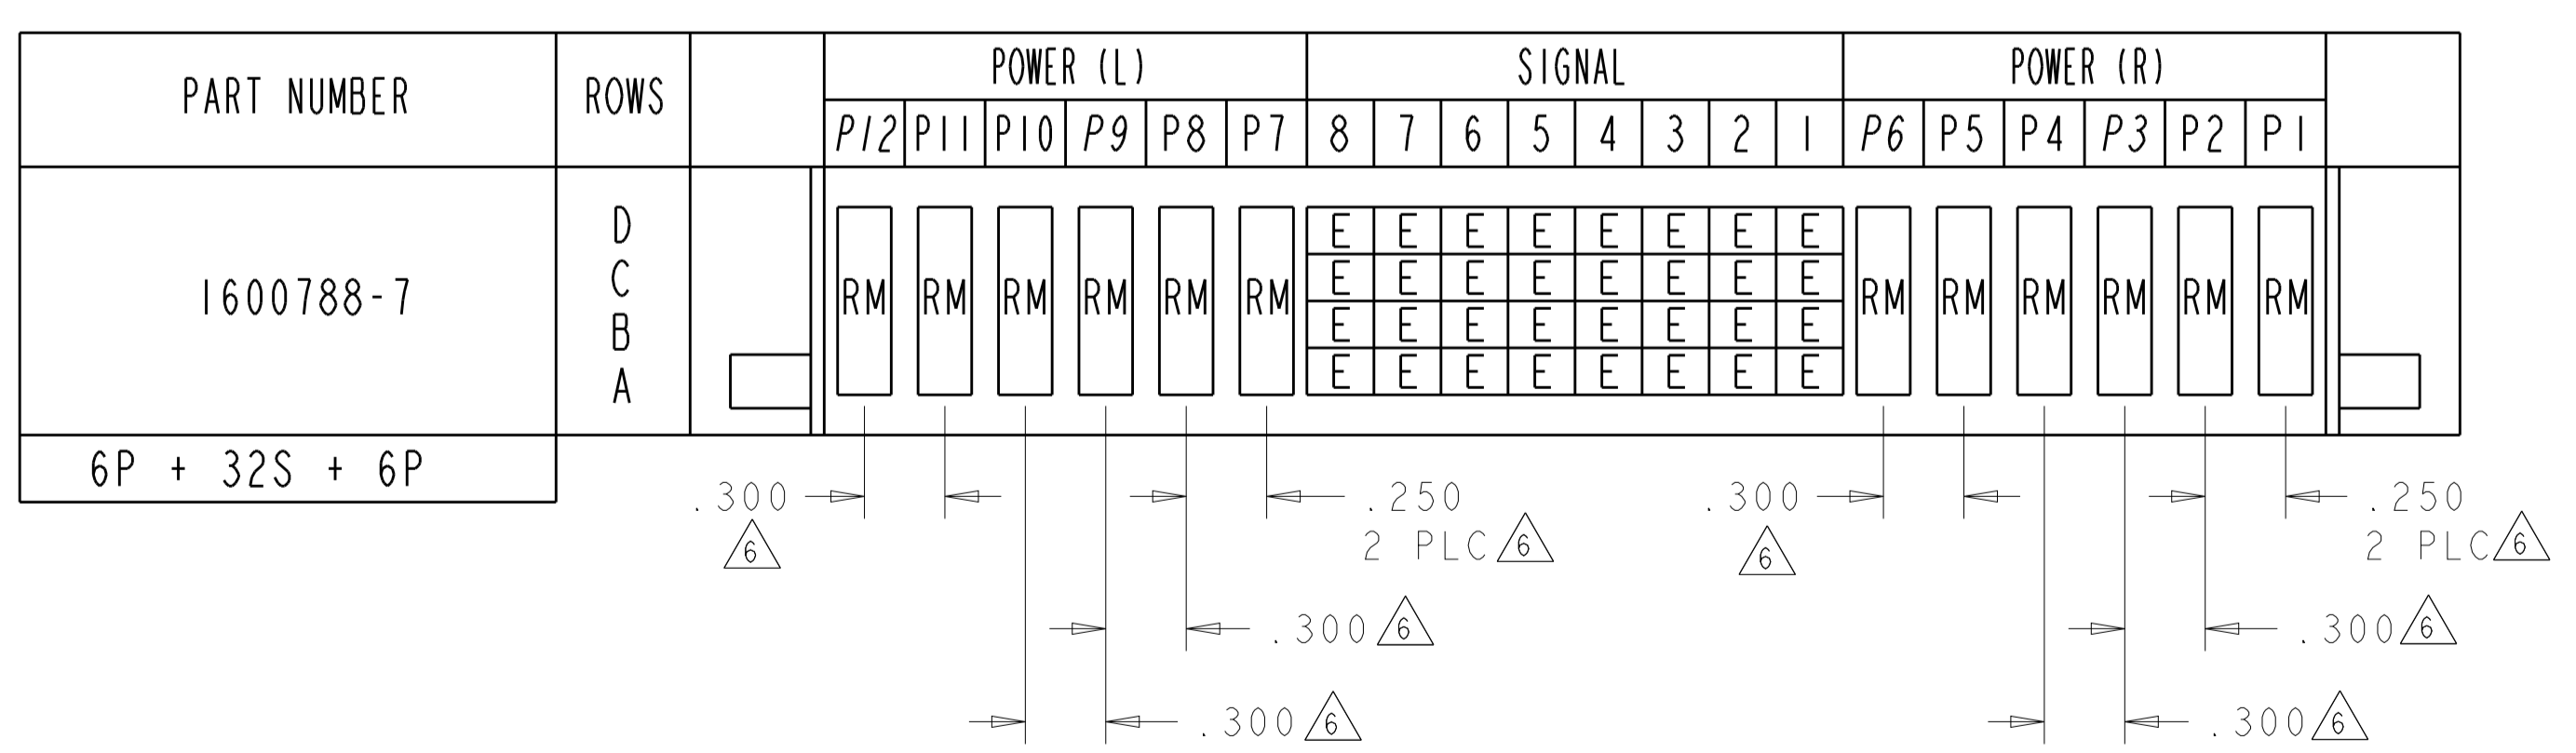 PART NUMBER ROWS POWER (L) SIGNAL POWER (R)
P12 P11 P10 P9 P8 P7 8 7 6 5 4 3 2 1 P6 P5 P4 P3 P2 P1
D E E E E E E E E
C E E E E E E E E
1600788-7 RM RM RM RM RM RM RM RM RM RM RM RM
B E E E E E E E E
A E E E E E E E E
6P + 32S + 6P
.300 .250 .300 .250
6 2 PLC 6 6 2 PLC 6
.300 6 .300 6
.300 6 .300 6